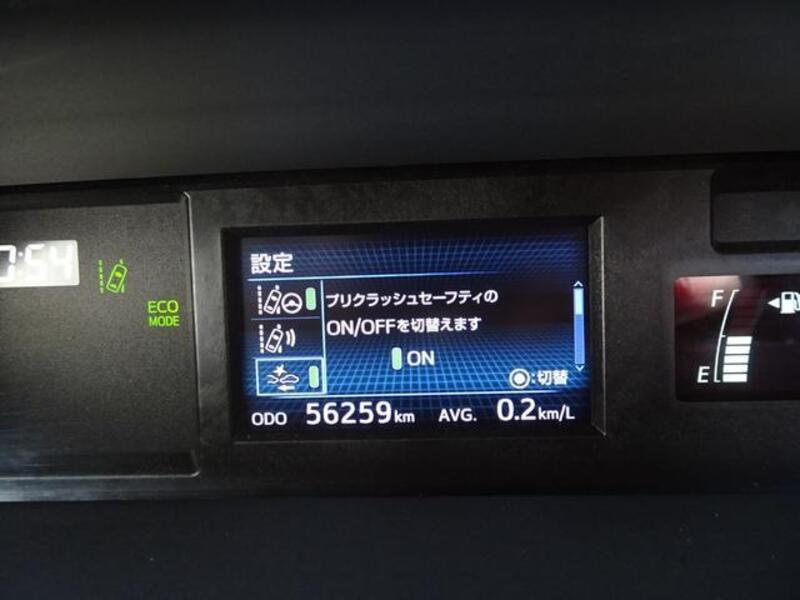 設定
プリクラッシュセーフティの
ON/OFFを切替えます
ON
:切替
ODO 56259km AVG. 0.2km/L
:54
ECO
MODE
F
E